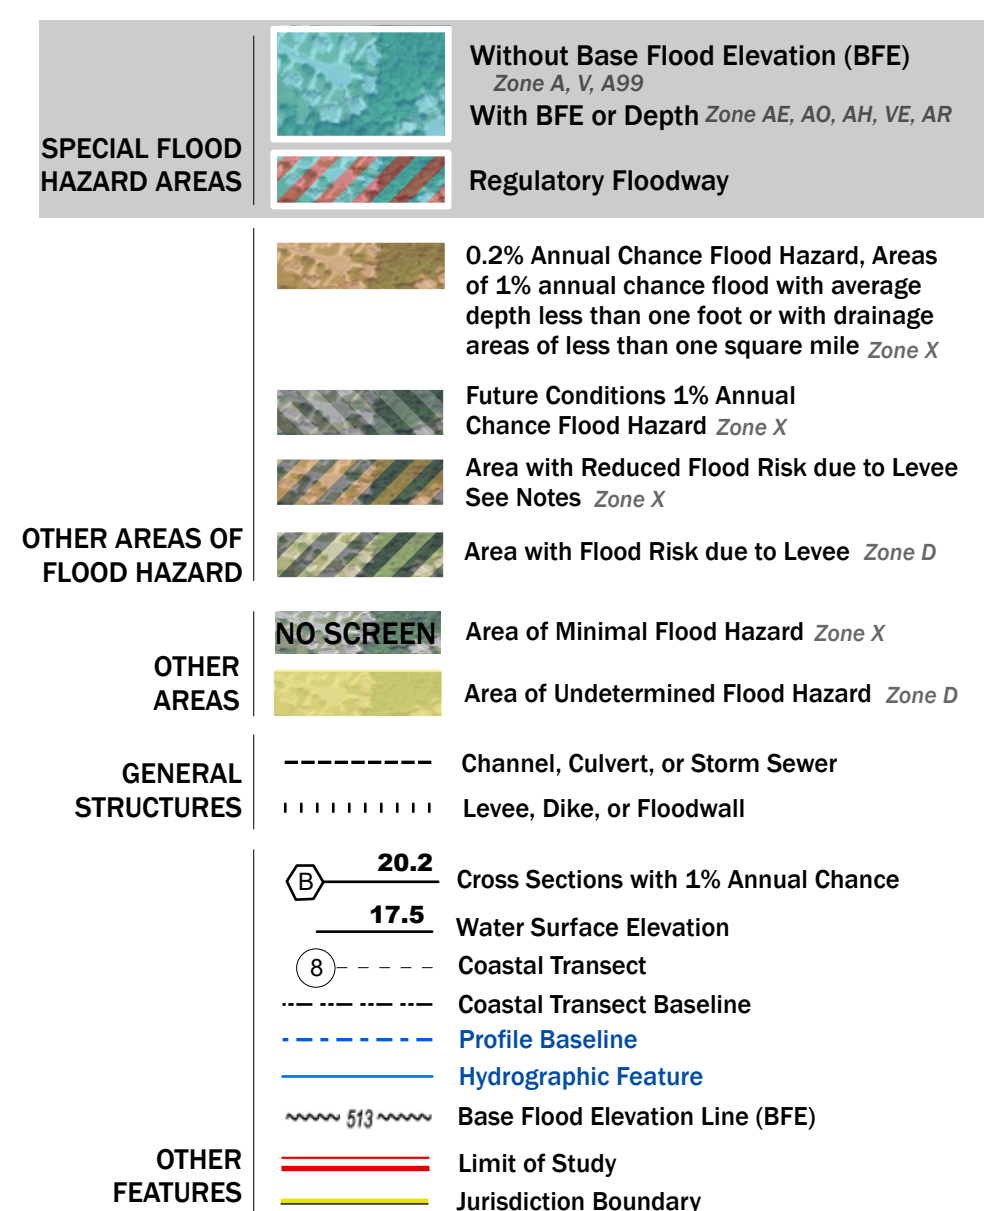 SPECIAL FLOOD
HAZARD AREAS
Without Base Flood Elevation (BFE)
Zone A, V, A99
With BFE or Depth Zone AE, AO, AH, VE, AR
Regulatory Floodway
OTHER AREAS OF
FLOOD HAZARD
0.2% Annual Chance Flood Hazard, Areas
of 1% annual chance flood with average
depth less than one foot or with drainage
areas of less than one square mile Zone X
Future Conditions 1% Annual
Chance Flood Hazard Zone X
Area with Reduced Flood Risk due to Levee
See Notes Zone X
Area with Flood Risk due to Levee Zone D
OTHER
AREAS
NO SCREEN Area of Minimal Flood Hazard Zone X
Area of Undetermined Flood Hazard Zone D
GENERAL
STRUCTURES
Channel, Culvert, or Storm Sewer
Levee, Dike, or Floodwall
OTHER
FEATURES
B 20.2 Cross Sections with 1% Annual Chance
17.5 Water Surface Elevation
8 Coastal Transect
Coastal Transect Baseline
Profile Baseline
Hydrographic Feature
513 Base Flood Elevation Line (BFE)
Limit of Study
Jurisdiction Boundary